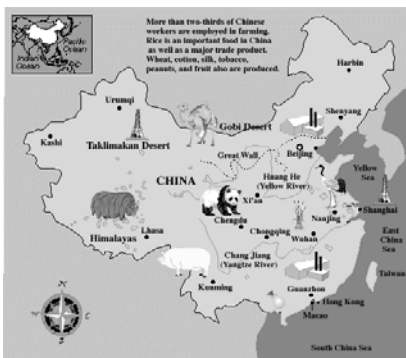 More than two-thirds of Chinese
workers are employed in farming.
Rice is an important food in China
as well as a major trade product.
Wheat, cotton, silk, tobacco,
peanuts, and fruit also are produced.
Pacific
Ocean
Indian
Ocean
Harbin
Urumqi
Shenyang
Kashi
Gobi Desert
Taklimakan Desert
Beijing
Great Wall
Yellow
Sea
CHINA
Huang He
(Yellow River)
Xi'an
Shanghai
Nanjing
Chengdu
Lhasa
Chongqing
Wuhan
East
China
Sea
Himalayas
Chang Jiang
(Yangtze River)
Taiwan
Kunming
Guanzhou
Hong Kong
Macao
South China Sea